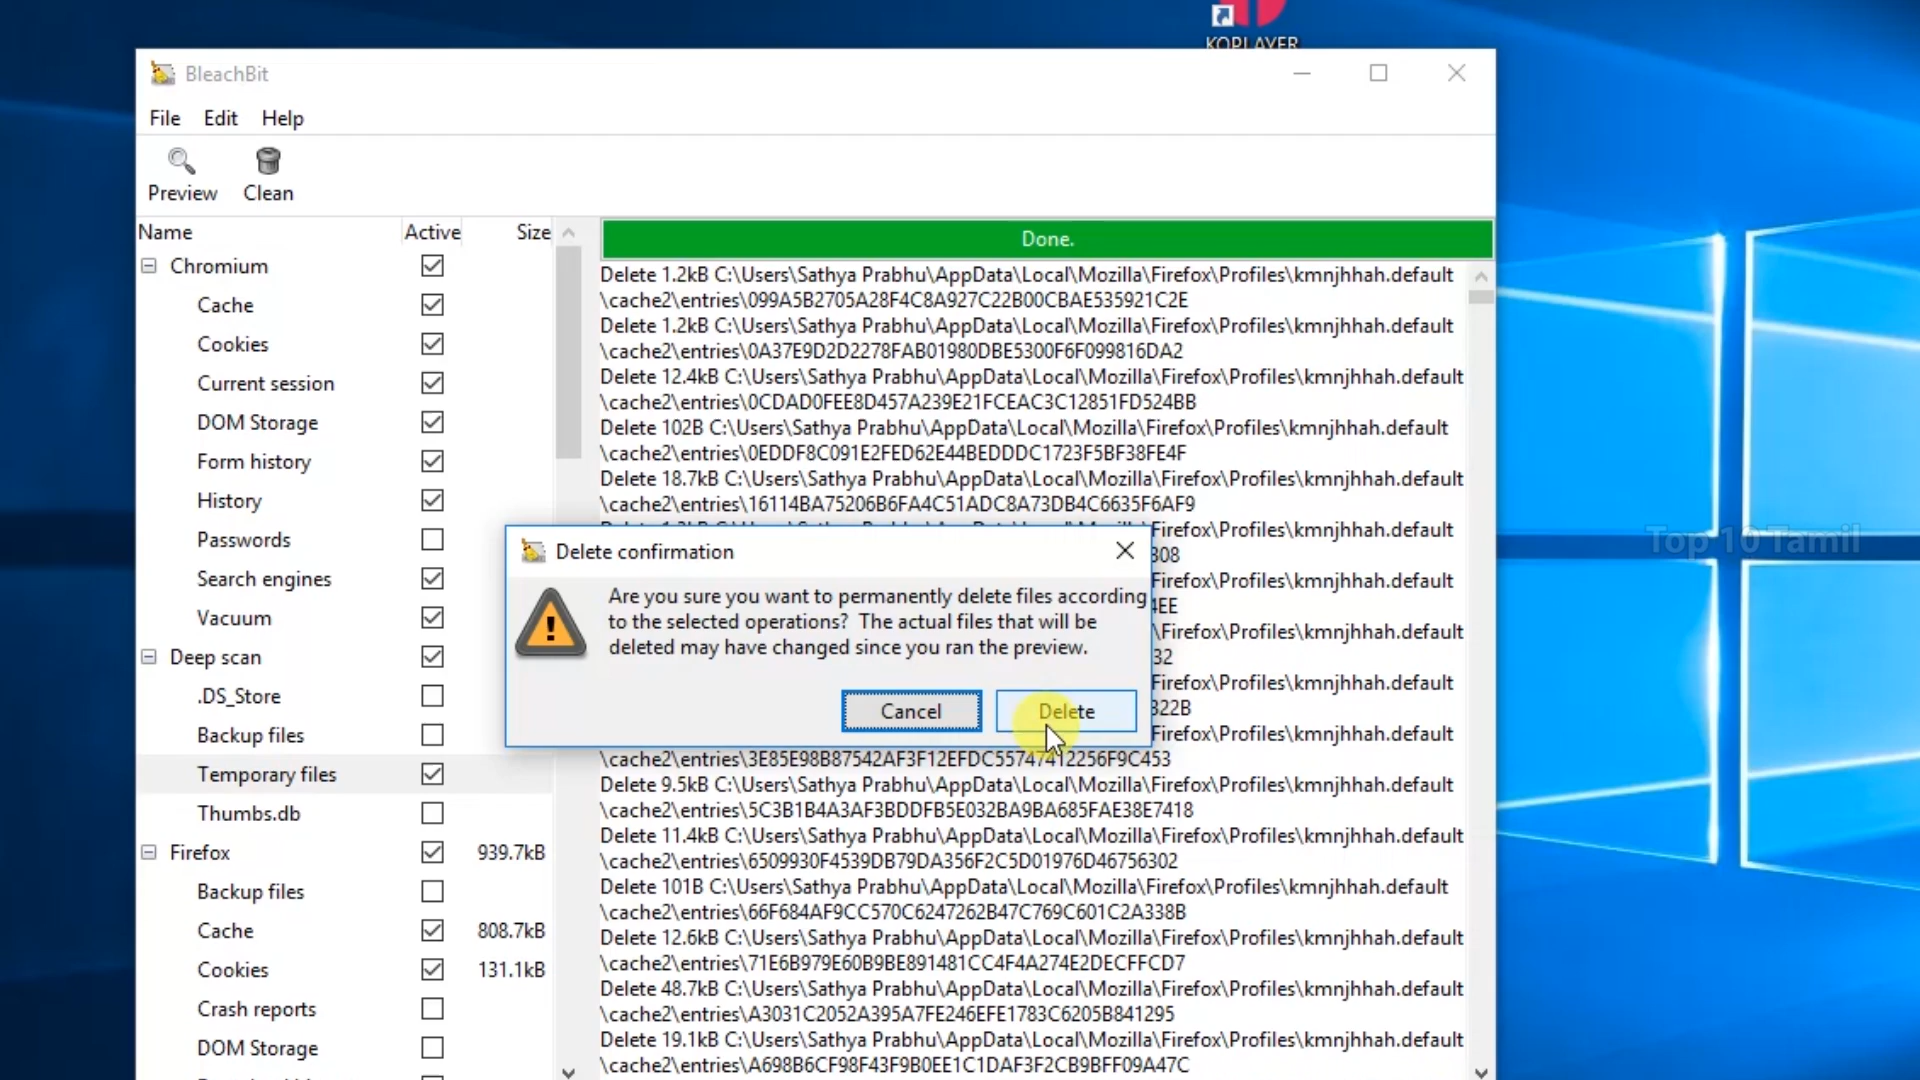 KOPLAYER
BleachBit
File Edit Help
Preview Clean
Name Active Size
Chromium
Cache
Cookies
Current session
DOM Storage
Form history
History
Passwords
Search engines
Vacuum
Deep scan
.DS_Store
Backup files
Temporary files
Thumbs.db
Firefox 939.7kB
Backup files
Cache 808.7kB
Cookies 131.1kB
Crash reports
DOM Storage
Done.
Delete 1.2kB C:\Users\Sathya Prabhu\AppData\Local\Mozilla\Firefox\Profiles\kmnjhhah.default
\cache2\entries\099A5B2705A28F4C8A927C22B00CBAE535921C2E
Delete 1.2kB C:\Users\Sathya Prabhu\AppData\Local\Mozilla\Firefox\Profiles\kmnjhhah.default
\cache2\entries\0A37E9D2D2278FAB01980DBE5300F6F099816DA2
Delete 12.4kB C:\Users\Sathya Prabhu\AppData\Local\Mozilla\Firefox\Profiles\kmnjhhah.default
\cache2\entries\0CDAD0FEE8D457A239E21FCEAC3C12851FD524BB
Delete 102B C:\Users\Sathya Prabhu\AppData\Local\Mozilla\Firefox\Profiles\kmnjhhah.default
\cache2\entries\0EDDF8C091E2FED62E44BEDDDC1723F5BF38FE4F
Delete 18.7kB C:\Users\Sathya Prabhu\AppData\Local\Mozilla\Firefox\Profiles\kmnjhhah.default
\cache2\entries\16114BA75206B6FA4C51ADC8A73DB4C6635F6AF9
Firefox\Profiles\kmnjhhah.default
308
Firefox\Profiles\kmnjhhah.default
4EE
\Firefox\Profiles\kmnjhhah.default
32
Firefox\Profiles\kmnjhhah.default
322B
Firefox\Profiles\kmnjhhah.default
\cache2\entries\3E85E98B87542AF3F12EFDC55747412256F9C453
Delete 9.5kB C:\Users\Sathya Prabhu\AppData\Local\Mozilla\Firefox\Profiles\kmnjhhah.default
\cache2\entries\5C3B1B4A3AF3BDDFB5E032BA9BA685FAE38E7418
Delete 11.4kB C:\Users\Sathya Prabhu\AppData\Local\Mozilla\Firefox\Profiles\kmnjhhah.default
\cache2\entries\6509930F4539DB79DA356F2C5D01976D46756302
Delete 101B C:\Users\Sathya Prabhu\AppData\Local\Mozilla\Firefox\Profiles\kmnjhhah.default
\cache2\entries\66F684AF9CC570C6247262B47C769C601C2A338B
Delete 12.6kB C:\Users\Sathya Prabhu\AppData\Local\Mozilla\Firefox\Profiles\kmnjhhah.default
\cache2\entries\71E6B979E60B9BE891481CC4F4A274E2DECFFCD7
Delete 48.7kB C:\Users\Sathya Prabhu\AppData\Local\Mozilla\Firefox\Profiles\kmnjhhah.default
\cache2\entries\A3031C2052A395A7FE246EFE1783C6205B841295
Delete 19.1kB C:\Users\Sathya Prabhu\AppData\Local\Mozilla\Firefox\Profiles\kmnjhhah.default
\cache2\entries\A698B6CF98F43F9B0EE1C1DAF3F2CB9BFF09A47C
Delete confirmation
Are you sure you want to permanently delete files according
to the selected operations? The actual files that will be
deleted may have changed since you ran the preview.
Cancel Delete
Top 10 Tamil